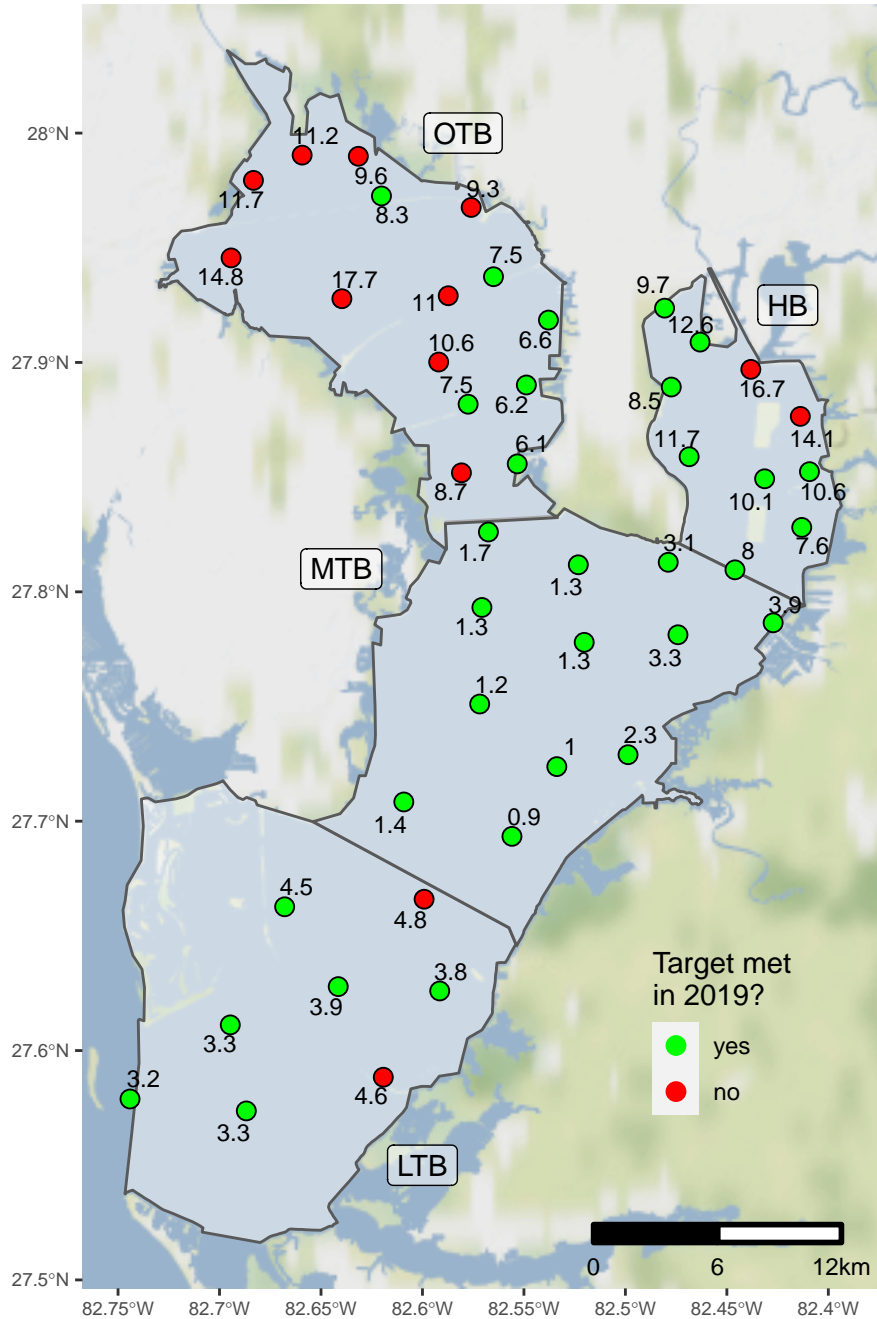 28°N
27.9°N
27.8°N
27.7°N
27.6°N
27.5°N
OTB
11.2
9.6
11.7
8.3
9.3
14.8
17.7
7.5
11
6.6
10.6
7.5
6.2
6.1
8.7
HB
9.7
12.6
16.7
8.5
14.1
11.7
10.1
10.6
7.6
8
MTB
1.7
1.3
3.1
3.9
1.3
1.3
3.3
1.2
2.3
1
1.4
0.9
4.5
4.8
3.9
3.8
3.3
3.2
4.6
3.3
LTB
Target met
in 2019?
yes
no
0 6 12km
82.75°W 82.7°W 82.65°W 82.6°W 82.55°W 82.5°W 82.45°W 82.4°W